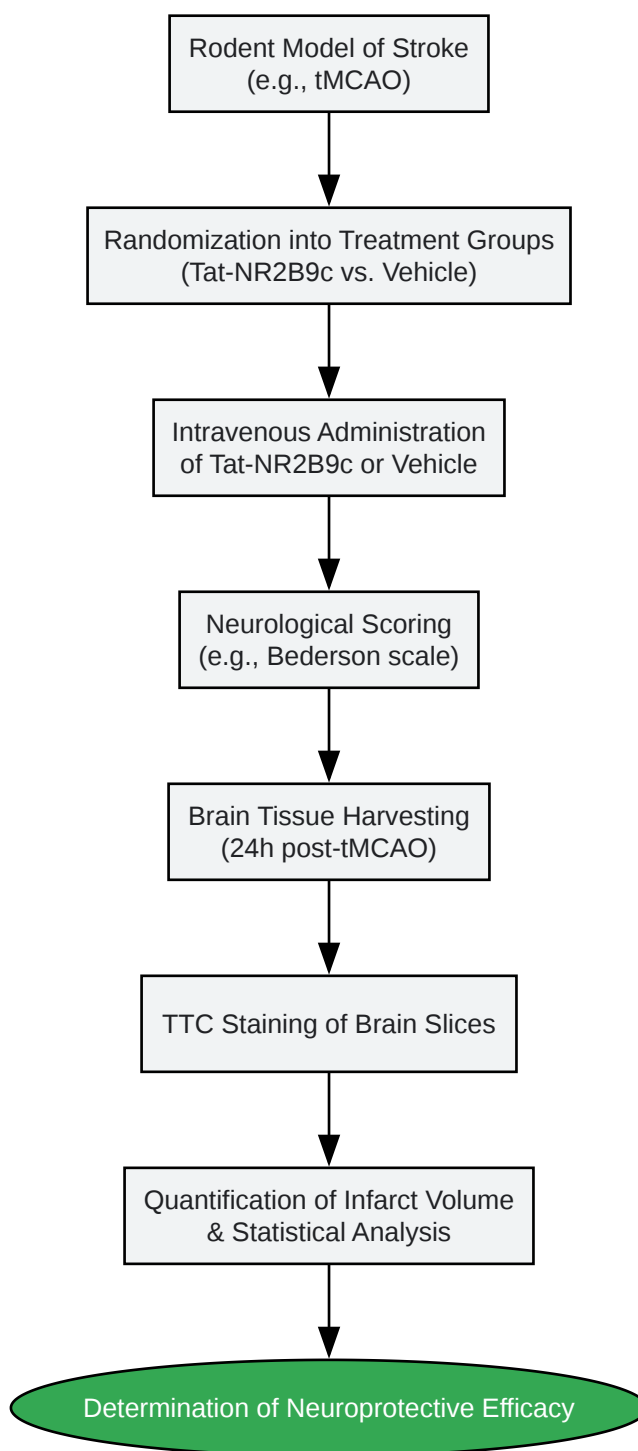 Rodent Model of Stroke
(e.g., tMCAO)
Randomization into Treatment Groups
(Tat-NR2B9c vs. Vehicle)
Intravenous Administration
of Tat-NR2B9c or Vehicle
Neurological Scoring
(e.g., Bederson scale)
Brain Tissue Harvesting
(24h post-tMCAO)
TTC Staining of Brain Slices
Quantification of Infarct Volume
& Statistical Analysis
Determination of Neuroprotective Efficacy